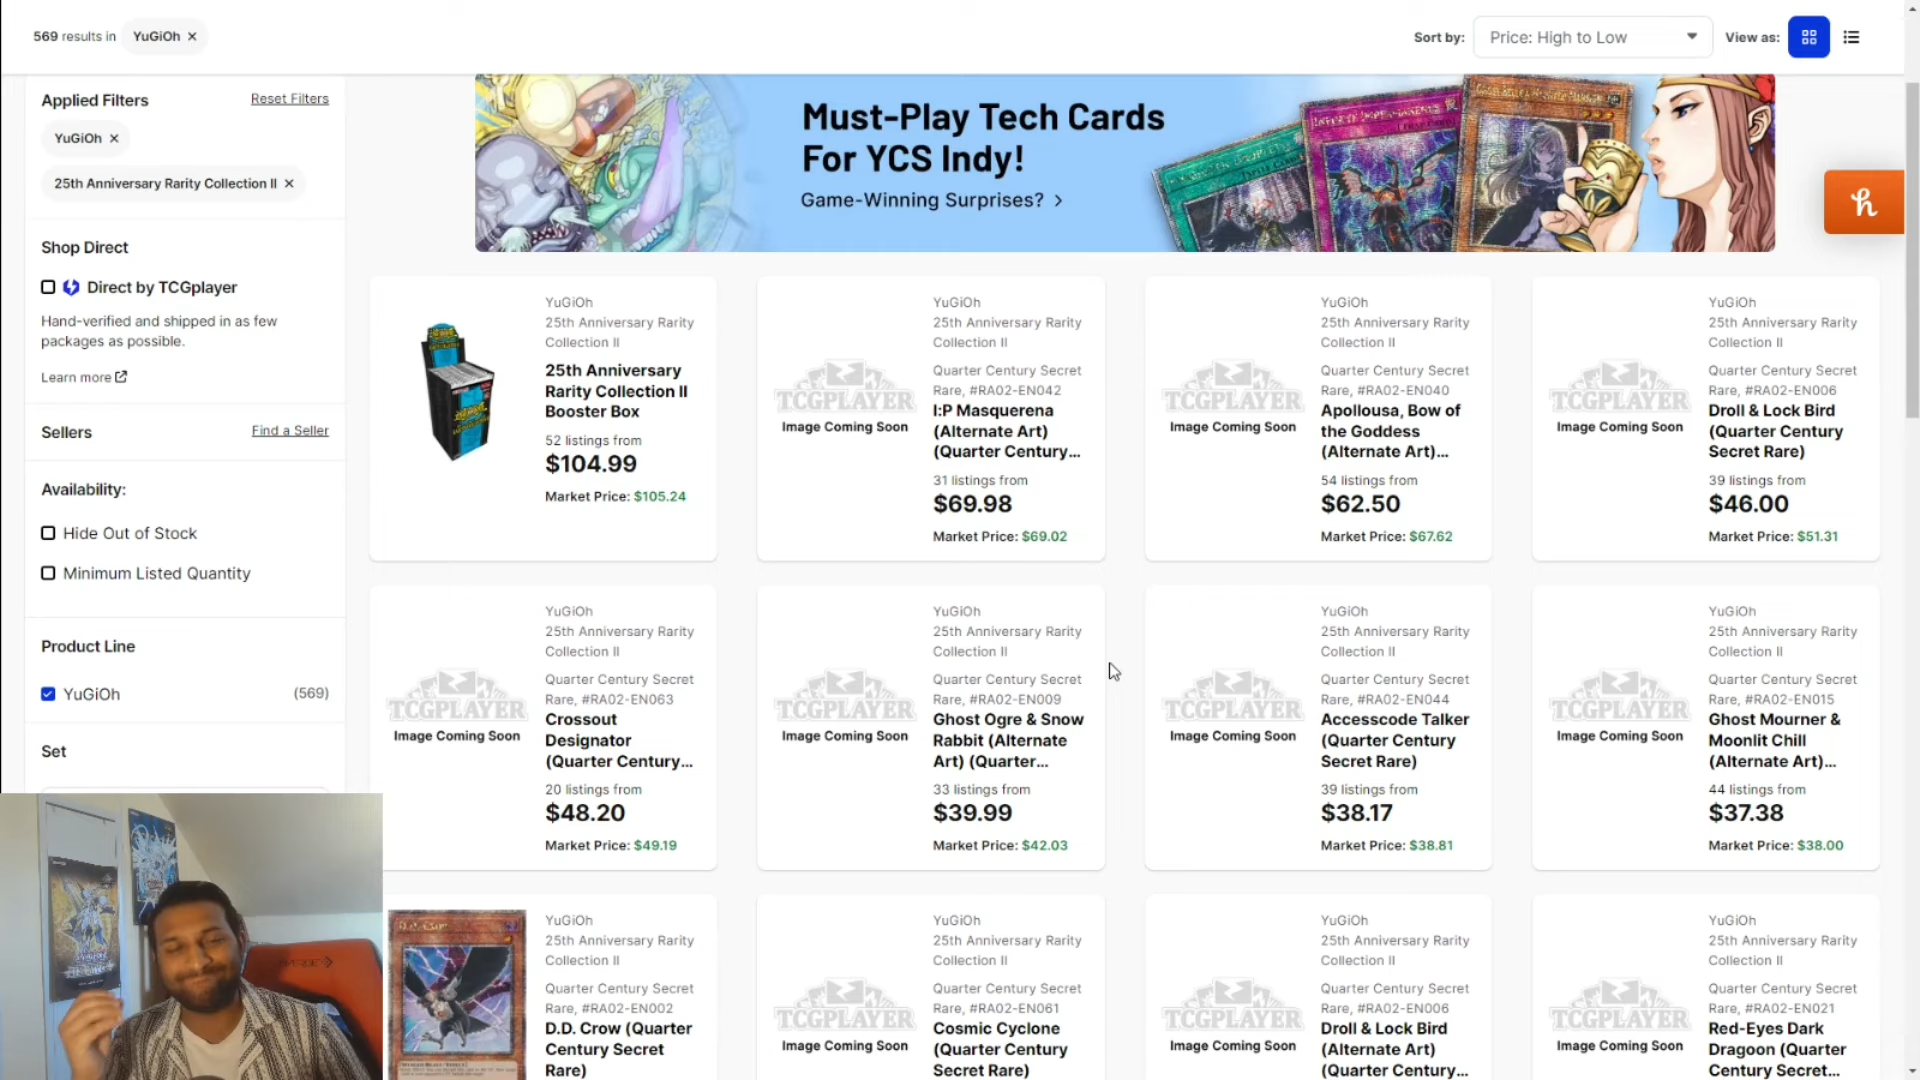 569 results in
YuGiOh ×
Sort by:
Price: High to Low
View as:
Applied Filters
Reset Filters
YuGiOh ×
25th Anniversary Rarity Collection II ×
Shop Direct
Direct by TCGplayer
Hand-verified and shipped in as few
packages as possible.
Learn more
Sellers
Find a Seller
Availability:
Hide Out of Stock
Minimum Listed Quantity
Product Line
YuGiOh
(569)
Set
Must-Play Tech Cards
For YCS Indy!
Game-Winning Surprises? >
YuGiOh
25th Anniversary Rarity
Collection II
25th Anniversary
Rarity Collection II
Booster Box
52 listings from
$104.99
Market Price: $105.24
TCGPLAYER
Image Coming Soon
YuGiOh
25th Anniversary Rarity
Collection II
Quarter Century Secret
Rare, #RA02-EN042
I:P Masquerena
(Alternate Art)
(Quarter Century...
31 listings from
$69.98
Market Price: $69.02
TCGPLAYER
Image Coming Soon
YuGiOh
25th Anniversary Rarity
Collection II
Quarter Century Secret
Rare, #RA02-EN040
Apollousa, Bow of
the Goddess
(Alternate Art)...
54 listings from
$62.50
Market Price: $67.62
TCGPLAYER
Image Coming Soon
YuGiOh
25th Anniversary Rarity
Collection II
Quarter Century Secret
Rare, #RA02-EN006
Droll & Lock Bird
(Quarter Century
Secret Rare)
39 listings from
$46.00
Market Price: $51.31
TCGPLAYER
Image Coming Soon
YuGiOh
25th Anniversary Rarity
Collection II
Quarter Century Secret
Rare, #RA02-EN063
Crossout
Designator
(Quarter Century...
20 listings from
$48.20
Market Price: $49.19
TCGPLAYER
Image Coming Soon
YuGiOh
25th Anniversary Rarity
Collection II
Quarter Century Secret
Rare, #RA02-EN009
Ghost Ogre & Snow
Rabbit (Alternate
Art) (Quarter...
33 listings from
$39.99
Market Price: $42.03
TCGPLAYER
Image Coming Soon
YuGiOh
25th Anniversary Rarity
Collection II
Quarter Century Secret
Rare, #RA02-EN044
Accesscode Talker
(Quarter Century
Secret Rare)
39 listings from
$38.17
Market Price: $38.81
TCGPLAYER
Image Coming Soon
YuGiOh
25th Anniversary Rarity
Collection II
Quarter Century Secret
Rare, #RA02-EN015
Ghost Mourner &
Moonlit Chill
(Alternate Art)...
44 listings from
$37.38
Market Price: $38.00
D.D. Crow
YuGiOh
25th Anniversary Rarity
Collection II
Quarter Century Secret
Rare, #RA02-EN002
D.D. Crow (Quarter
Century Secret
Rare)
TCGPLAYER
Image Coming Soon
YuGiOh
25th Anniversary Rarity
Collection II
Quarter Century Secret
Rare, #RA02-EN061
Cosmic Cyclone
(Quarter Century
Secret Rare)
TCGPLAYER
Image Coming Soon
YuGiOh
25th Anniversary Rarity
Collection II
Quarter Century Secret
Rare, #RA02-EN006
Droll & Lock Bird
(Alternate Art)
(Quarter Century...
TCGPLAYER
Image Coming Soon
YuGiOh
25th Anniversary Rarity
Collection II
Quarter Century Secret
Rare, #RA02-EN021
Red-Eyes Dark
Dragoon (Quarter
Century Secret...